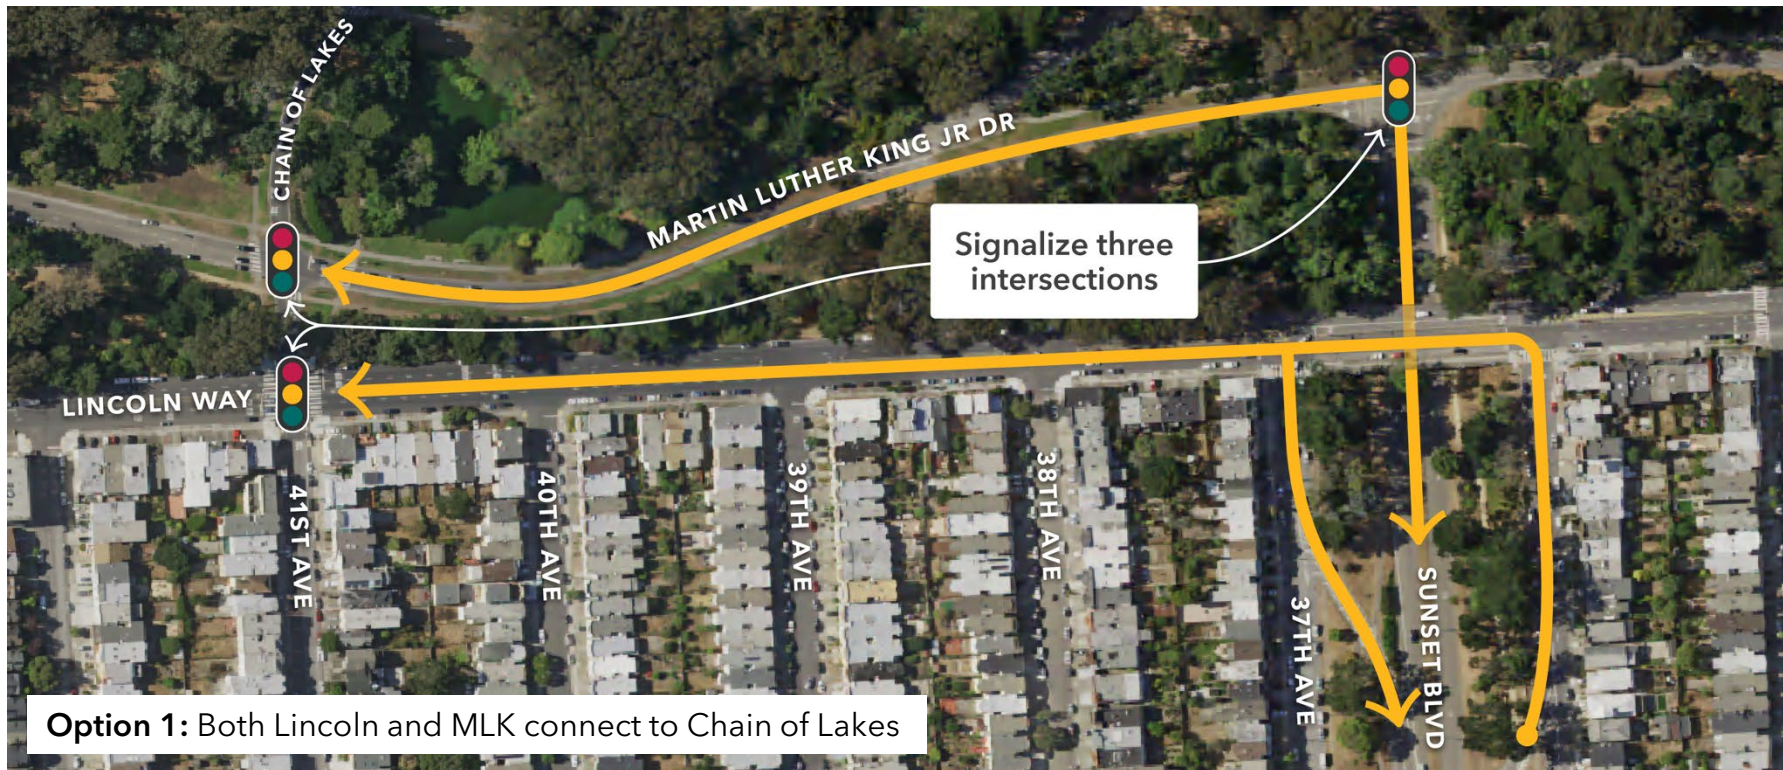 CHAIN OF LAKES
MARTIN LUTHER KING JR DR
Signalize three
intersections
LINCOLN WAY
41ST AVE
40TH AVE
39TH AVE
38TH AVE
37TH AVE
SUNSET BLVD
Option 1: Both Lincoln and MLK connect to Chain of Lakes